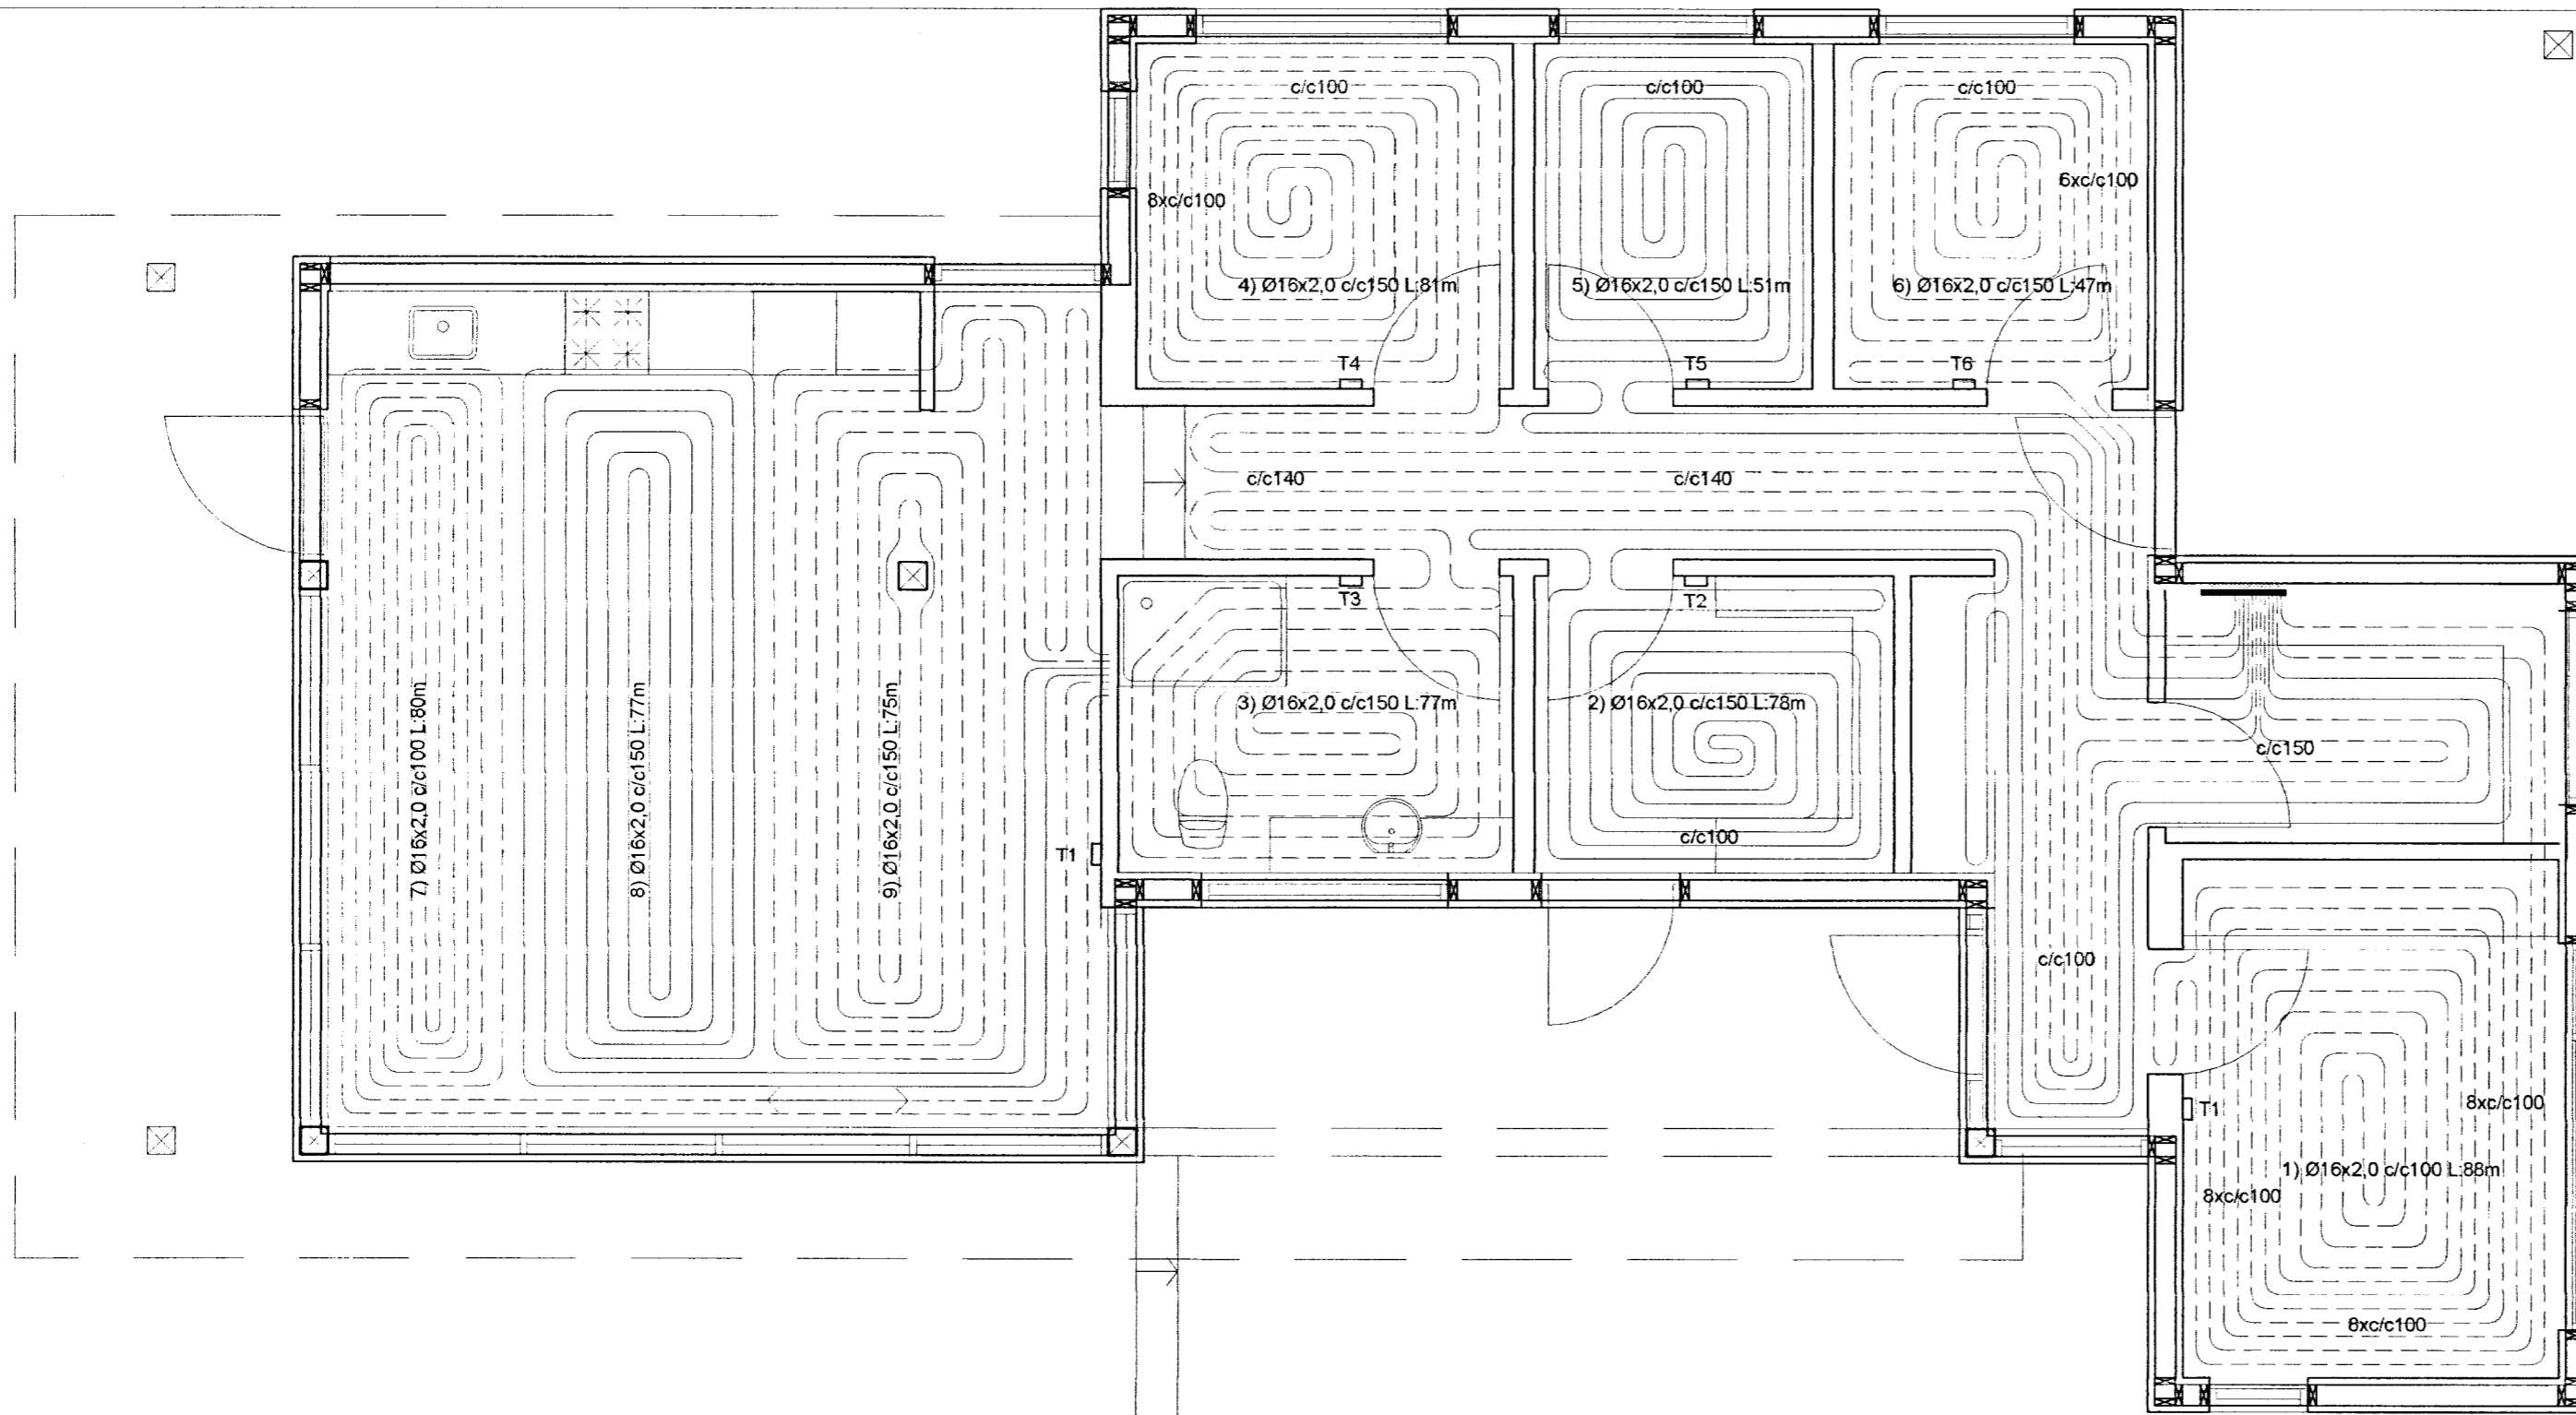 c/c100
c/c100
c/c100
8xc/c100
6xc/c100
4) Ø16x2,0 c/c150 L:81m
5) Ø16x2,0 c/c150 L:51m
6) Ø16x2,0 c/c150 L:47m
T4
T5
T6
c/c140
c/c140
T3
T2
3) Ø16x2,0 c/c150 L:77m
2) Ø16x2,0 c/c150 L:78m
7) Ø16x2,0 c/c100 L:80m
8) Ø16x2,0 c/c150 L:77m
9) Ø16x2,0 c/c150 L:75m
c/c150
c/c100
T1
c/c100
8xc/c100
T1
1) Ø16x2,0 c/c100 L:88m
8xc/c100
8xc/c100